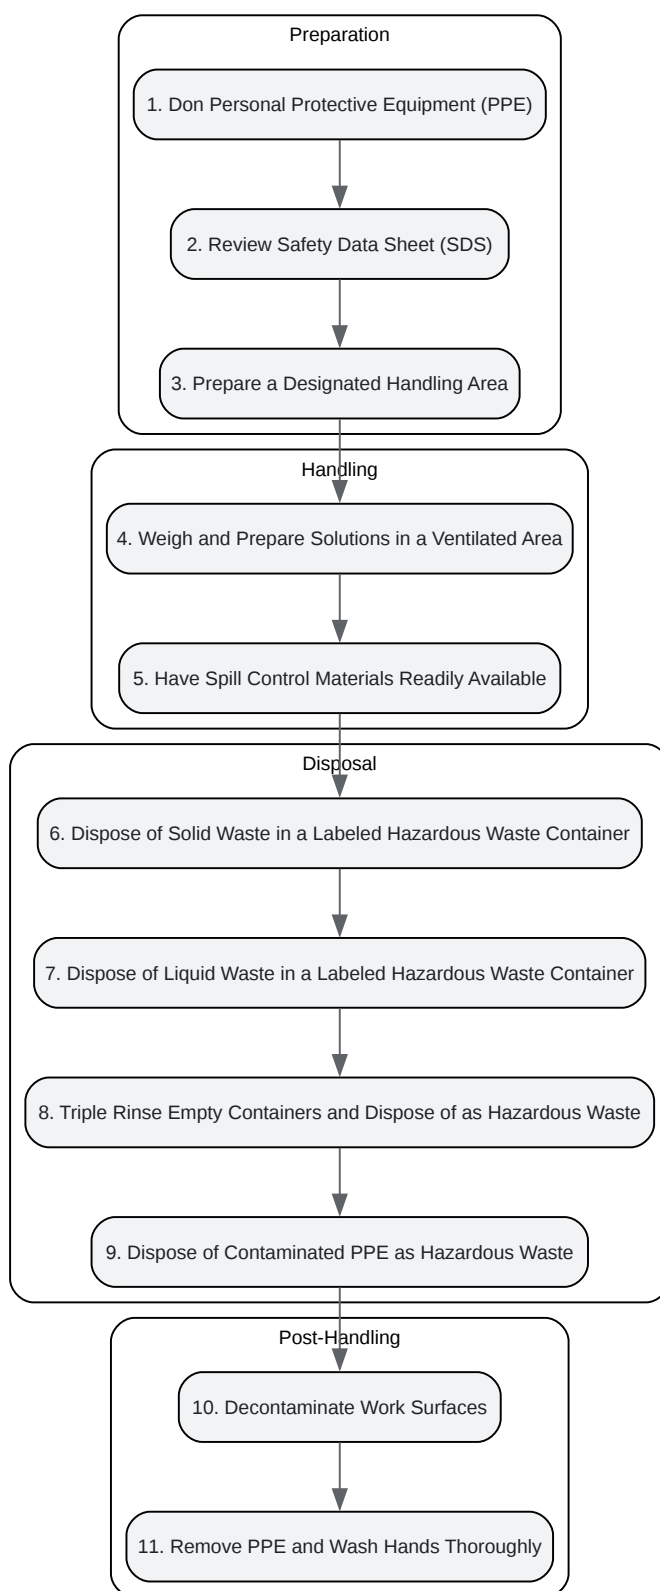 Preparation
1. Don Personal Protective Equipment (PPE)
2. Review Safety Data Sheet (SDS)
3. Prepare a Designated Handling Area
Handling
4. Weigh and Prepare Solutions in a Ventilated Area
5. Have Spill Control Materials Readily Available
Disposal
6. Dispose of Solid Waste in a Labeled Hazardous Waste Container
7. Dispose of Liquid Waste in a Labeled Hazardous Waste Container
8. Triple Rinse Empty Containers and Dispose of as Hazardous Waste
9. Dispose of Contaminated PPE as Hazardous Waste
Post-Handling
10. Decontaminate Work Surfaces
11. Remove PPE and Wash Hands Thoroughly